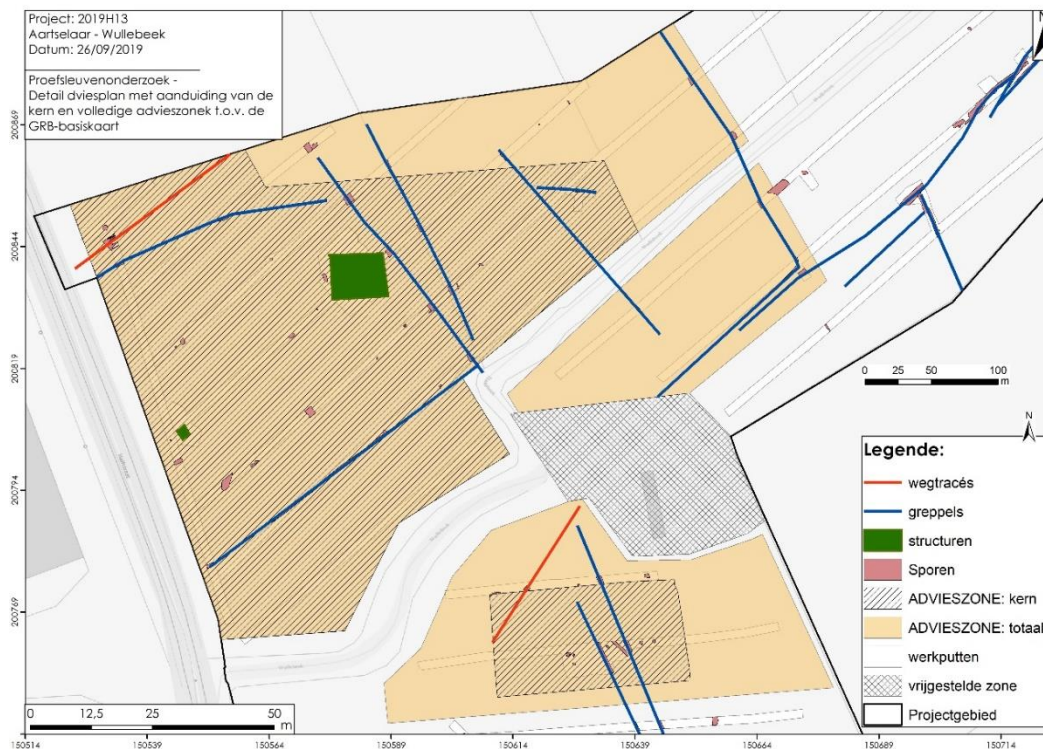 Project: 2019H13
Aartselaar - Wullebeek
Datum: 26/09/2019
Proefsleuvenonderzoek -
Detail dviesplan met aanduiding van de
kern en volledige advieszonek t.o.v. de
GRB-basiskaart
N
200869
200844
200819
200794
200769
0 25 50 100
m
N
Legende:
wegtracés
greppels
structuren
Sporen
ADVIESZONE: kern
ADVIESZONE: totaal
werkputten
vrijgestelde zone
Projectgebied
0 12,5 25 50
m
150514 150539 150564 150589 150614 150639 150664 150689 150714